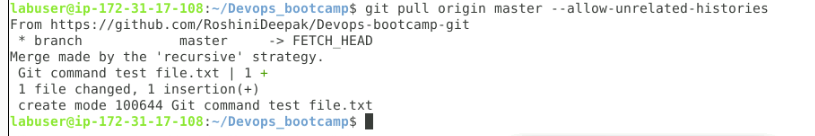 labuser@ip-172-31-17-108:~/Devops_bootcamp$ git pull origin master --allow-unrelated-histories
From https://github.com/RoshiniDeepak/Devops-bootcamp-git
 * branch            master     -> FETCH_HEAD
Merge made by the 'recursive' strategy.
 Git command test file.txt | 1 +
 1 file changed, 1 insertion(+)
 create mode 100644 Git command test file.txt
labuser@ip-172-31-17-108:~/Devops_bootcamp$